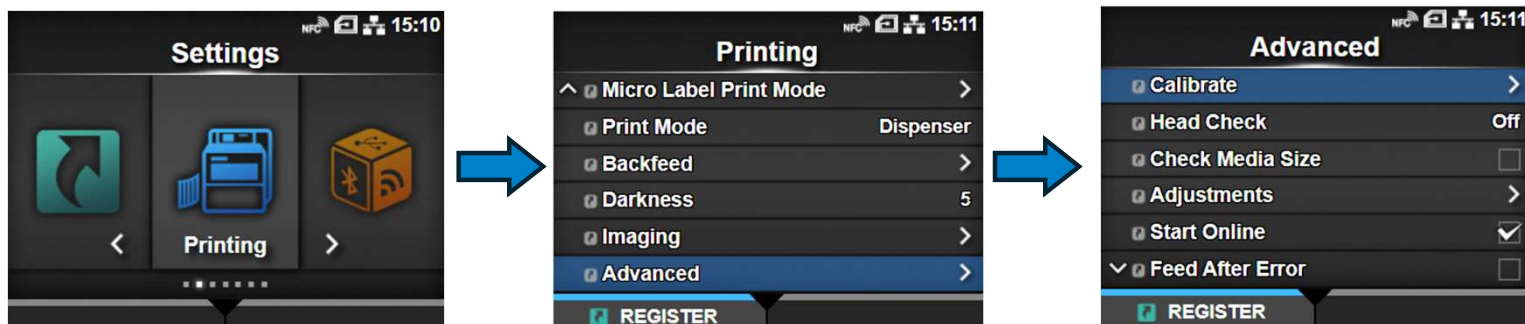 NFC 15:10
Settings
Printing
NFC 15:11
Printing
Micro Label Print Mode
Print Mode Dispenser
Backfeed
Darkness 5
Imaging
Advanced
REGISTER
NFC 15:11
Advanced
Calibrate
Head Check Off
Check Media Size
Adjustments
Start Online
Feed After Error
REGISTER